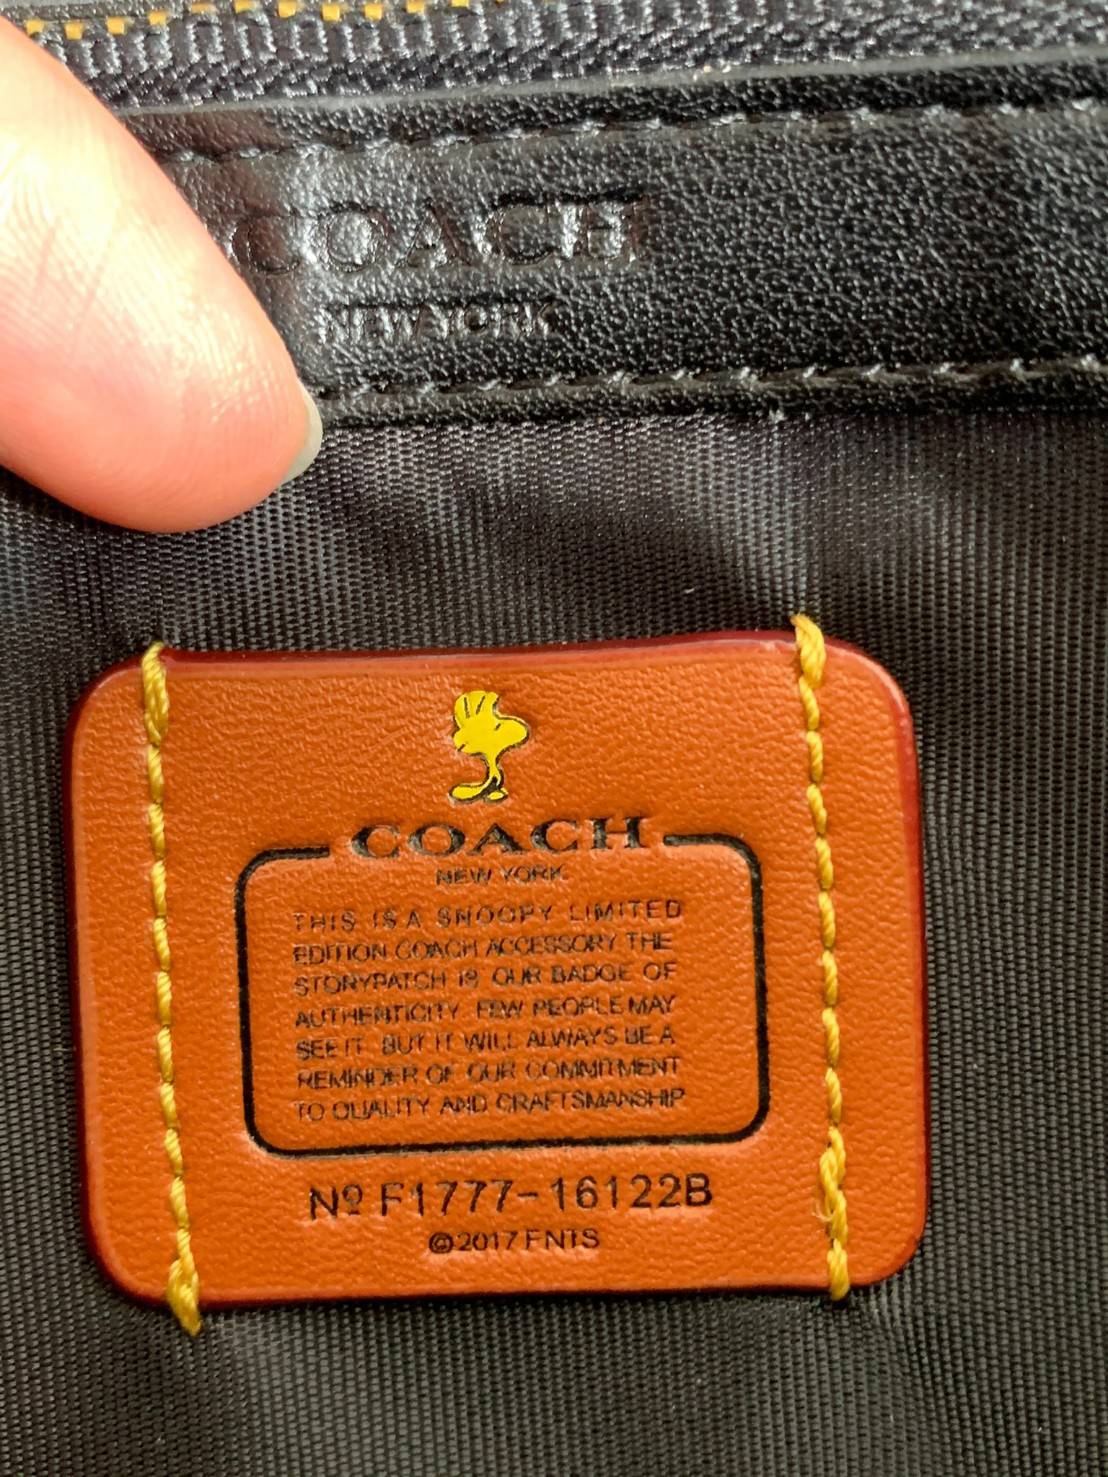 COACH
NEW YORK
COACH
NEW YORK
THIS IS A SNOOPY LIMITED
EDITION COACH ACCESSORY THE
STORYPATCH IS OUR BADGE OF
AUTHENTICITY. FEW PEOPLE MAY
SEE IT. BUT IT WILL ALWAYS BE A
REMINDER OF OUR COMMITMENT
TO QUALITY AND CRAFTSMANSHIP
Nº F1777-16122B
©2017 FNTS